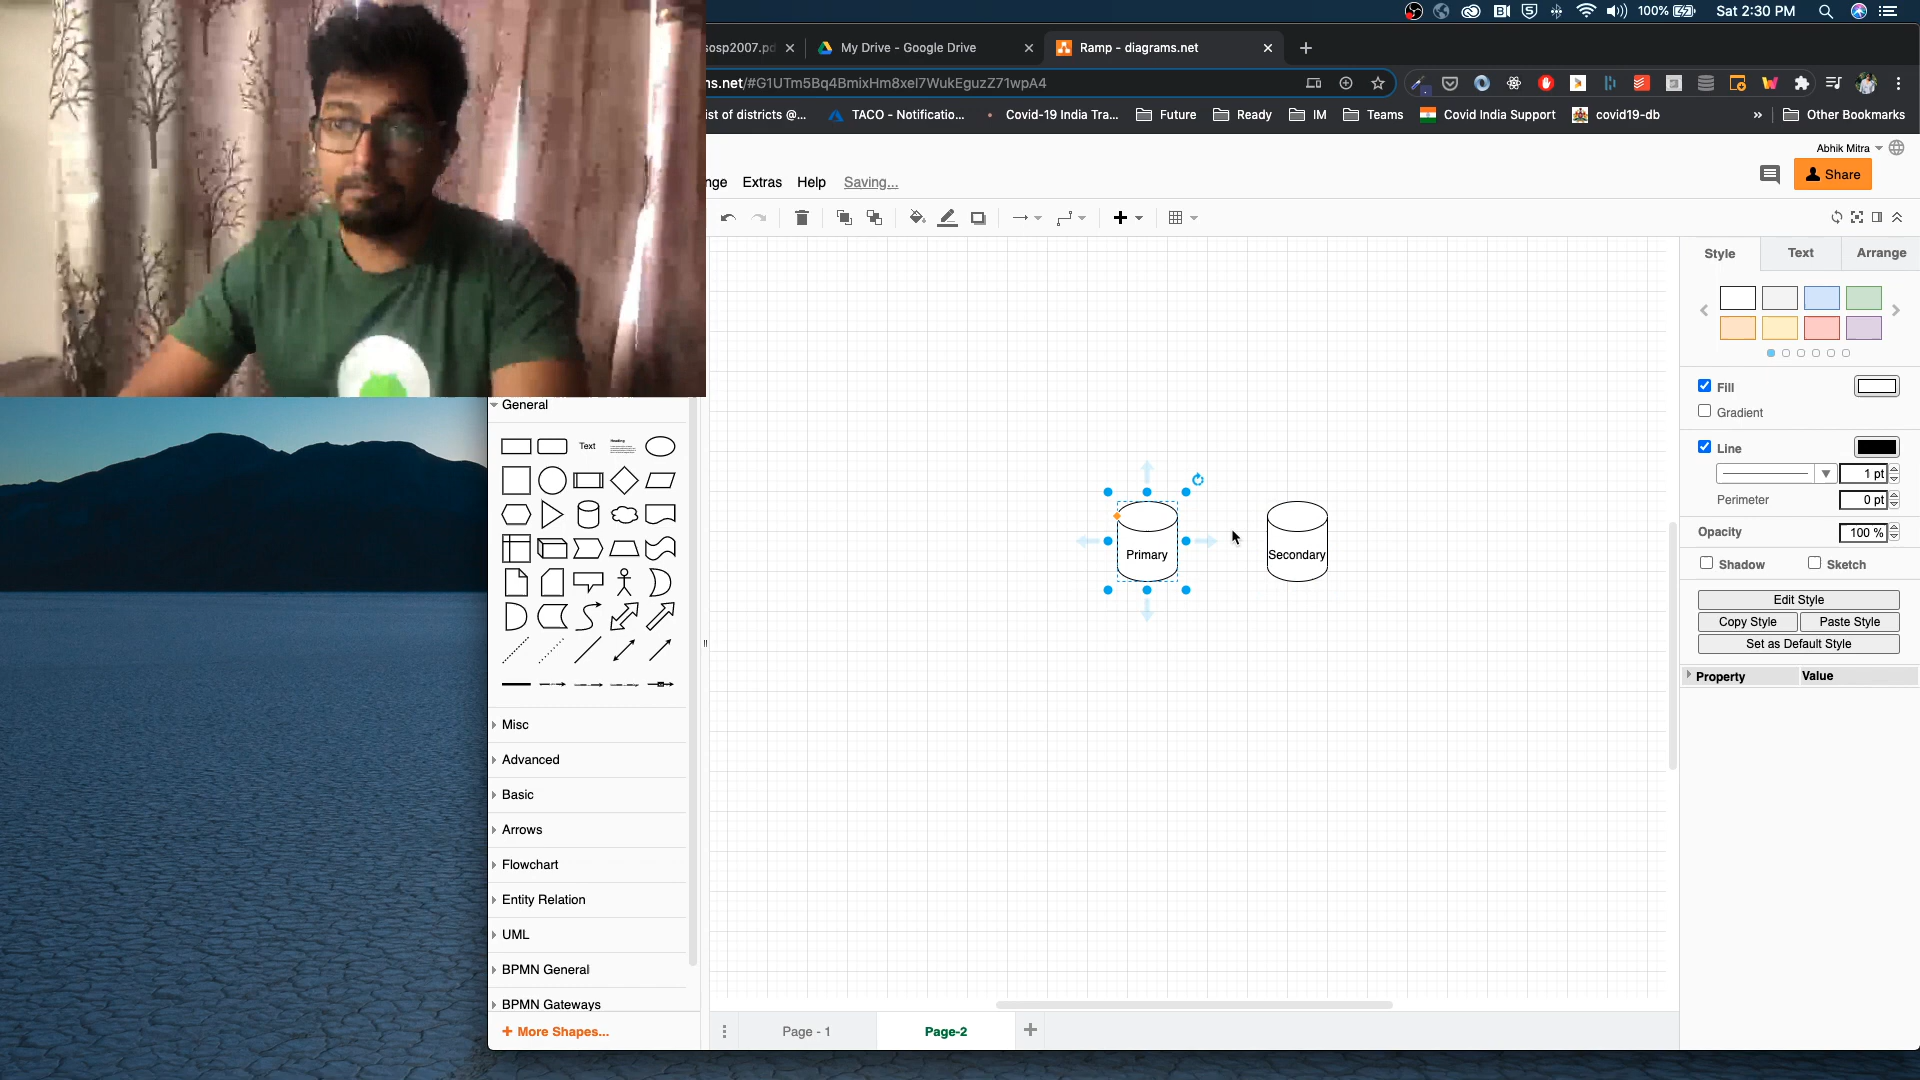 100%
Sat 2:30 PM
sosp2007.pd
My Drive - Google Drive
Ramp - diagrams.net
ms.net/#G1UTm5Bq4BmixHm8xel7WukEguzZ71wpA4
ist of districts @...
TACO - Notificatio...
Covid-19 India Tra...
Future
Ready
IM
Teams
Covid India Support
covid19-db
»
Other Bookmarks
Abhik Mitra
Share
nge
Extras
Help
Saving...
Style
Text
Arrange
Fill
Gradient
Line
1 pt
Perimeter
0 pt
Opacity
100 %
Shadow
Sketch
Edit Style
Copy Style
Paste Style
Set as Default Style
Property
Value
General
Text
Heading
Misc
Advanced
Basic
Arrows
Flowchart
Entity Relation
UML
BPMN General
BPMN Gateways
+ More Shapes...
Primary
Secondary
Page - 1
Page-2